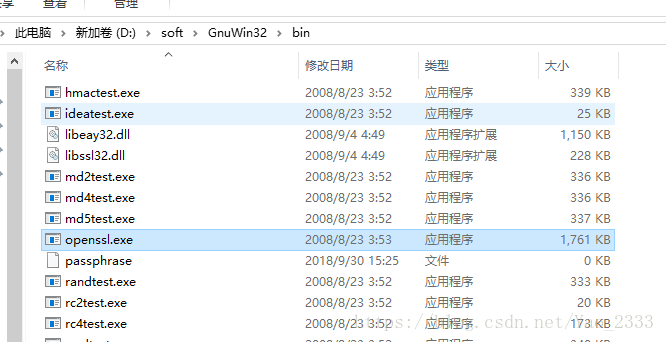 共享 查看 管理
此电脑 > 新加卷 (D:) > soft > GnuWin32 > bin
名称 修改日期 类型 大小
hmactest.exe 2008/8/23 3:52 应用程序 339 KB
ideatest.exe 2008/8/23 3:52 应用程序 25 KB
libeay32.dll 2008/9/4 4:49 应用程序扩展 1,150 KB
libssl32.dll 2008/9/4 4:49 应用程序扩展 228 KB
md2test.exe 2008/8/23 3:52 应用程序 336 KB
md4test.exe 2008/8/23 3:52 应用程序 336 KB
md5test.exe 2008/8/23 3:52 应用程序 337 KB
openssl.exe 2008/8/23 3:53 应用程序 1,761 KB
passphrase 2018/9/30 15:25 文件 0 KB
randtest.exe 2008/8/23 3:52 应用程序 333 KB
rc2test.exe 2008/8/23 3:52 应用程序 20 KB
rc4test.exe 2008/8/23 3:52 应用程序 173 KB